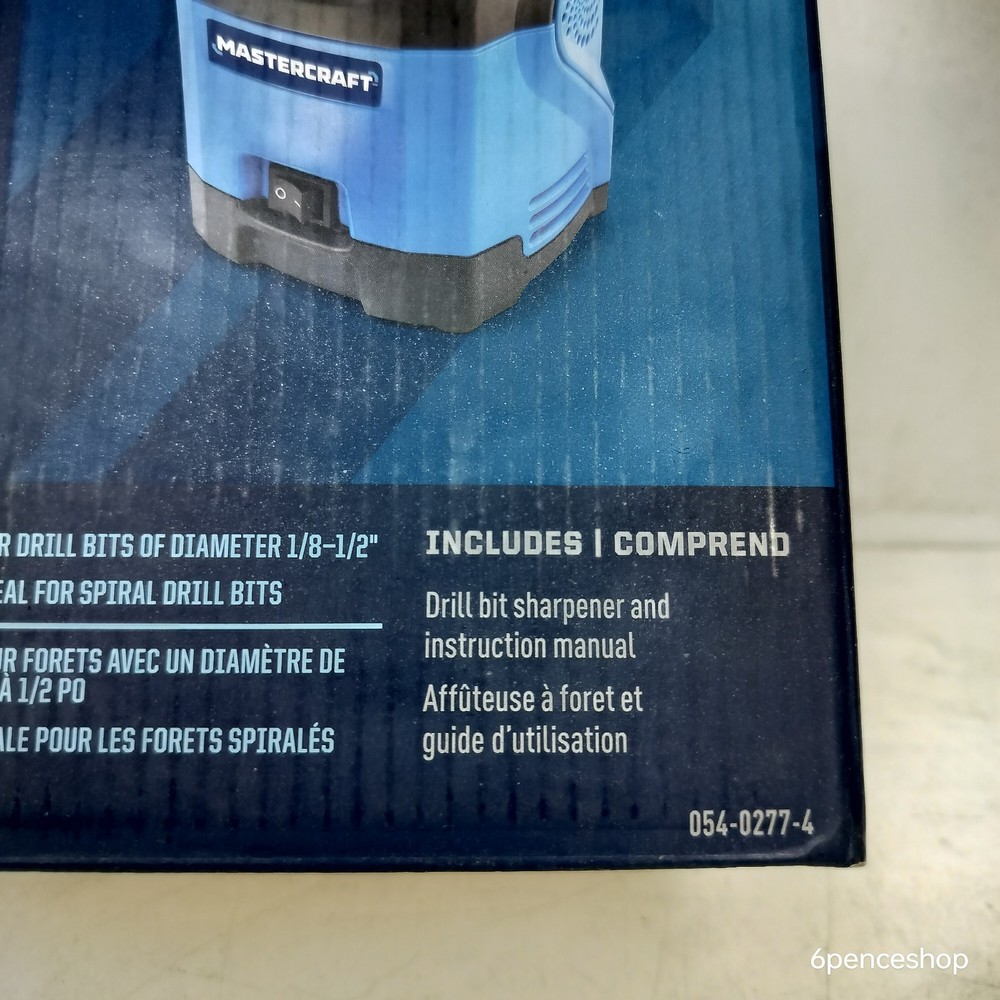 MASTERCRAFT
R DRILL BITS OF DIAMETER 1/8–1/2"
EAL FOR SPIRAL DRILL BITS
UR FORETS AVEC UN DIAMÈTRE DE
À 1/2 PO
ALE POUR LES FORETS SPIRALÉS
INCLUDES | COMPREND
Drill bit sharpener and
instruction manual
Affûteuse à foret et
guide d'utilisation
054-0277-4
6penceshop